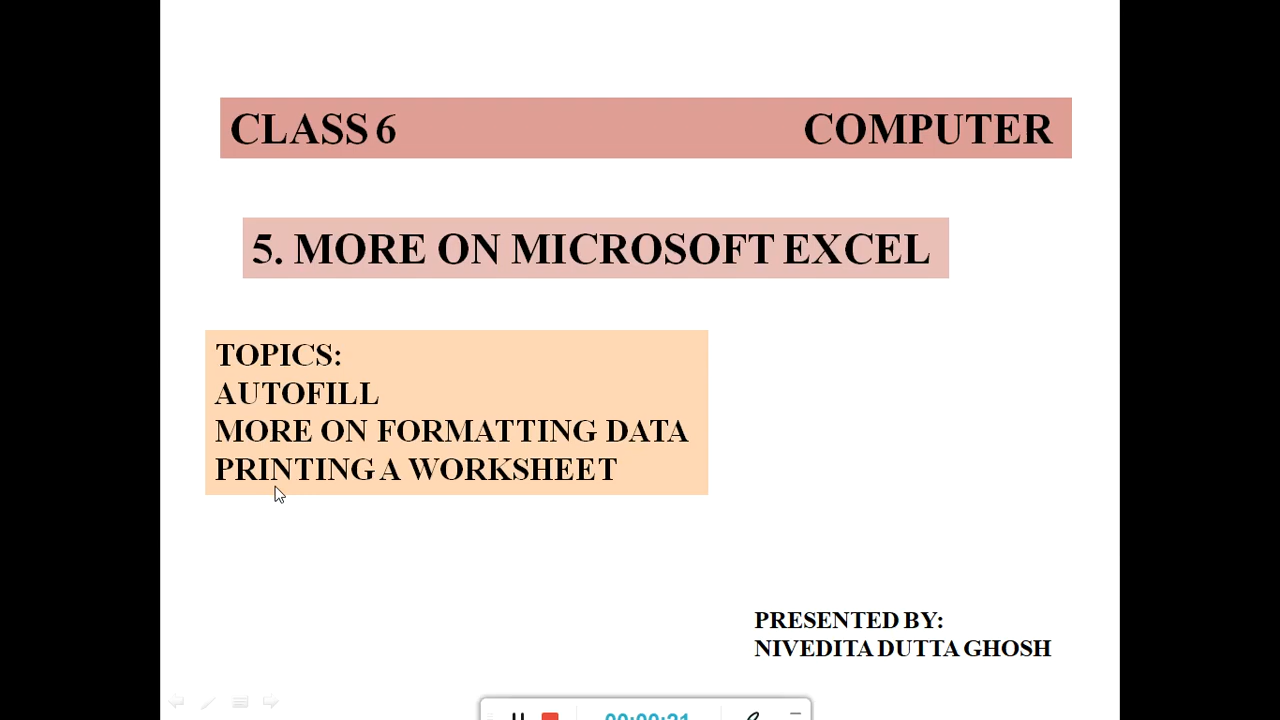 CLASS 6 COMPUTER
5. MORE ON MICROSOFT EXCEL
TOPICS:
AUTOFILL
MORE ON FORMATTING DATA
PRINTING A WORKSHEET
PRESENTED BY:
NIVEDITA DUTTA GHOSH